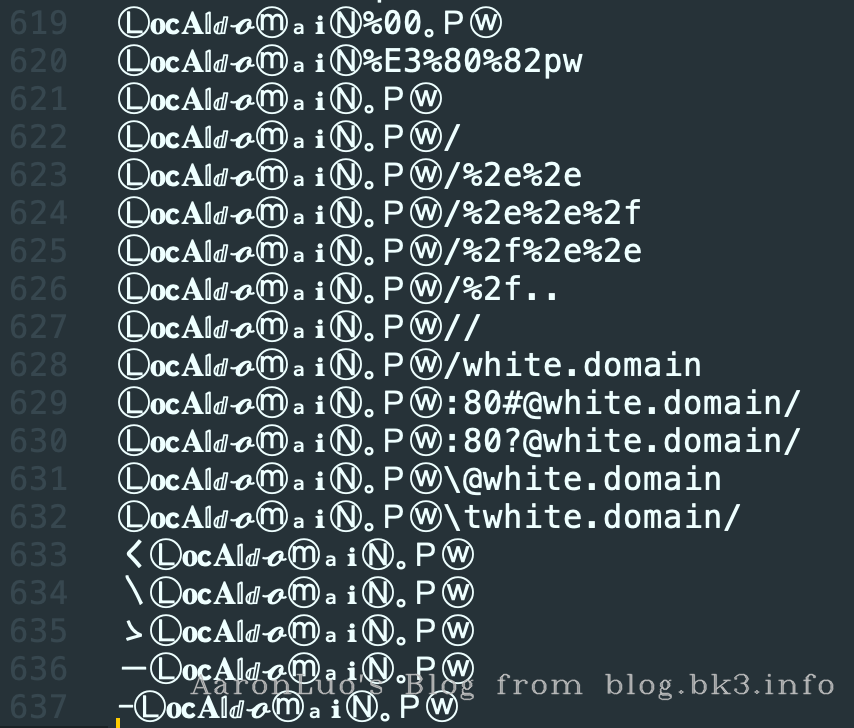 619 Ⓛ𝐨𝐜𝐀𝕝ⅆ𝓸ⓜₐℹⓃ%00｡Ｐⓦ
620 Ⓛ𝐨𝐜𝐀𝕝ⅆ𝓸ⓜₐℹⓃ%E3%80%82pw
621 Ⓛ𝐨𝐜𝐀𝕝ⅆ𝓸ⓜₐℹⓃ｡Ｐⓦ
622 Ⓛ𝐨𝐜𝐀𝕝ⅆ𝓸ⓜₐℹⓃ｡Ｐⓦ/
623 Ⓛ𝐨𝐜𝐀𝕝ⅆ𝓸ⓜₐℹⓃ｡Ｐⓦ/%2e%2e
624 Ⓛ𝐨𝐜𝐀𝕝ⅆ𝓸ⓜₐℹⓃ｡Ｐⓦ/%2e%2e%2f
625 Ⓛ𝐨𝐜𝐀𝕝ⅆ𝓸ⓜₐℹⓃ｡Ｐⓦ/%2f%2e%2e
626 Ⓛ𝐨𝐜𝐀𝕝ⅆ𝓸ⓜₐℹⓃ｡Ｐⓦ/%2f..
627 Ⓛ𝐨𝐜𝐀𝕝ⅆ𝓸ⓜₐℹⓃ｡Ｐⓦ//
628 Ⓛ𝐨𝐜𝐀𝕝ⅆ𝓸ⓜₐℹⓃ｡Ｐⓦ/white.domain
629 Ⓛ𝐨𝐜𝐀𝕝ⅆ𝓸ⓜₐℹⓃ｡Ｐⓦ:80#@white.domain/
630 Ⓛ𝐨𝐜𝐀𝕝ⅆ𝓸ⓜₐℹⓃ｡Ｐⓦ:80?@white.domain/
631 Ⓛ𝐨𝐜𝐀𝕝ⅆ𝓸ⓜₐℹⓃ｡Ｐⓦ\@white.domain
632 Ⓛ𝐨𝐜𝐀𝕝ⅆ𝓸ⓜₐℹⓃ｡Ｐⓦ\twhite.domain/
633 ㇛Ⓛ𝐨𝐜𝐀𝕝ⅆ𝓸ⓜₐℹⓃ｡Ｐⓦ
634 ㇔Ⓛ𝐨𝐜𝐀𝕝ⅆ𝓸ⓜₐℹⓃ｡Ｐⓦ
635 ㇊Ⓛ𝐨𝐜𝐀𝕝ⅆ𝓸ⓜₐℹⓃ｡Ｐⓦ
636 ㇐Ⓛ𝐨𝐜𝐀𝕝ⅆ𝓸ⓜₐℹⓃ｡Ｐⓦ
AaronLuo's Blog from blog.bk3.info
637 -Ⓛ𝐨𝐜𝐀𝕝ⅆ𝓸ⓜₐℹⓃ｡Ｐⓦ